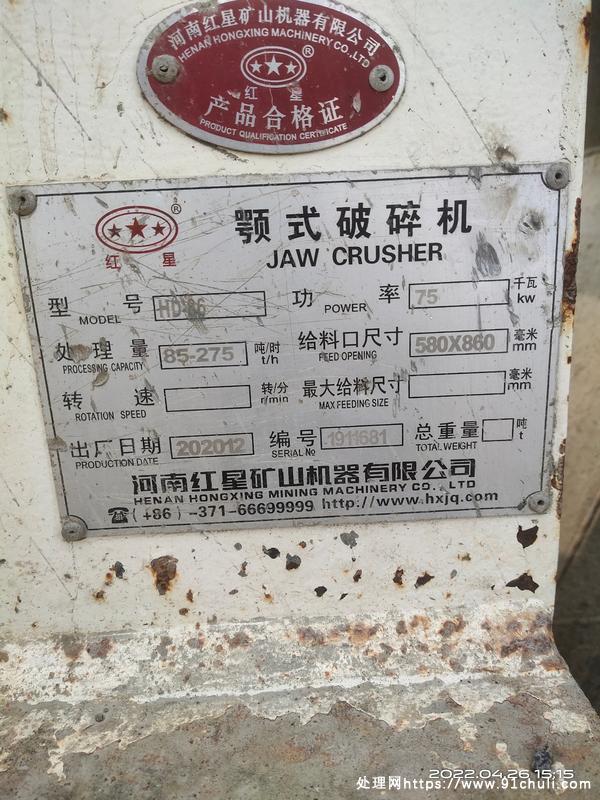 河南红星矿山机器有限公司
HENAN HONGXING MACHINERY CO.,LTD
®
红 星
产品合格证
PRODUCT QUALIFICATION CERTIFICATE
® 颚式破碎机
红 星 JAW CRUSHER
型 号 MODEL HD 86 功 率 POWER 75 千瓦 kw
处理量 PROCESSING CAPACITY 85-275 吨/时 t/h 给料口尺寸 FEED OPENING 580X860 毫米 mm
转 速 ROTATION SPEED 转/分 r/min 最大给料尺寸 MAX FEEDING SIZE 毫米 mm
出厂日期 PRODUCTION DATE 202012 编号 SERIAL No 1911681 总重量 TOTAL WEIGHT 吨 t
河南红星矿山机器有限公司
HENAN HONGXING MINING MACHINERY CO., LTD
☎(+86)-371-66699999 http://www.hxjq.com
2022.04.26 15:15
处理网https://www.91chuli.com/